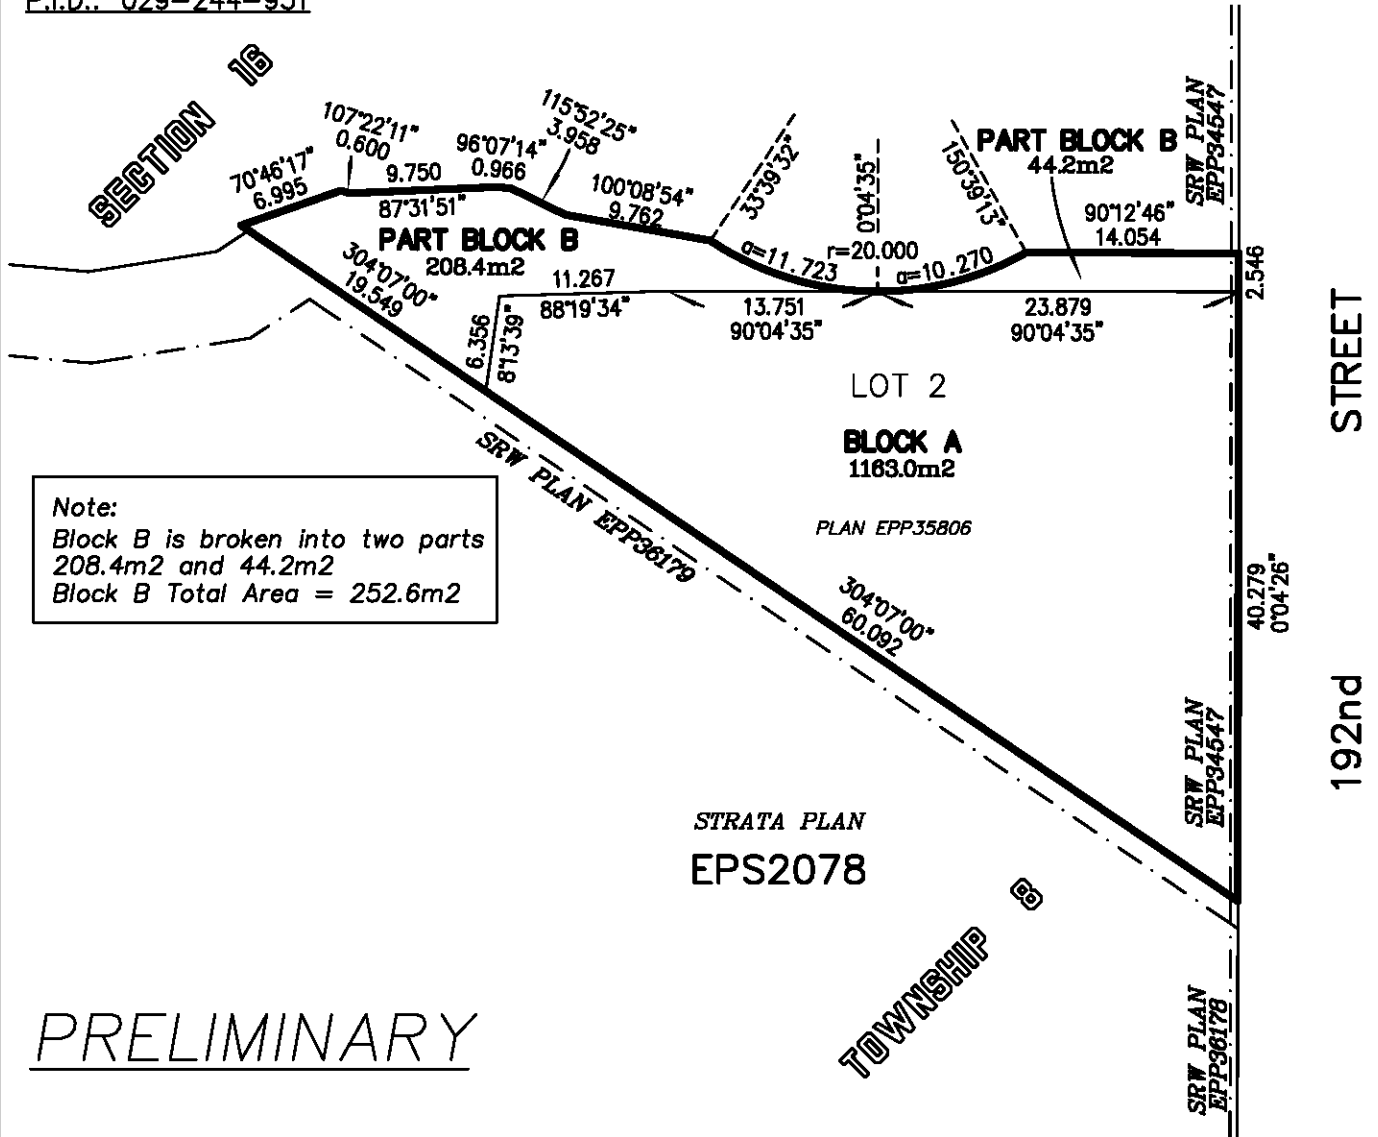 P.I.D.: 029-244-951
SECTION 16
107°22'11"
0.600
115°52'25"
3.958
96°07'14"
0.966
70°46'17"
6.995
9.750
87°31'51"
100°08'54"
9.762
33°39'32"
0°04'35"
150°39'13"
PART BLOCK B
44.2m2
SRW PLAN
EPP34547
90°12'46"
14.054
PART BLOCK B
208.4m2
304°07'00"
19.549
a=11.723
r=20.000
a=10.270
2.546
11.267
88°19'34"
13.751
90°04'35"
23.879
90°04'35"
6.356
8°13'39"
LOT 2
BLOCK A
1163.0m2
PLAN EPP35806
SRW PLAN EPP36179
Note:
Block B is broken into two parts
208.4m2 and 44.2m2
Block B Total Area = 252.6m2
304°07'00"
60.092
40.279
0°04'26"
192nd STREET
SRW PLAN
EPP34547
STRATA PLAN
EPS2078
TOWNSHIP 8
SRW PLAN
EPP36178
PRELIMINARY